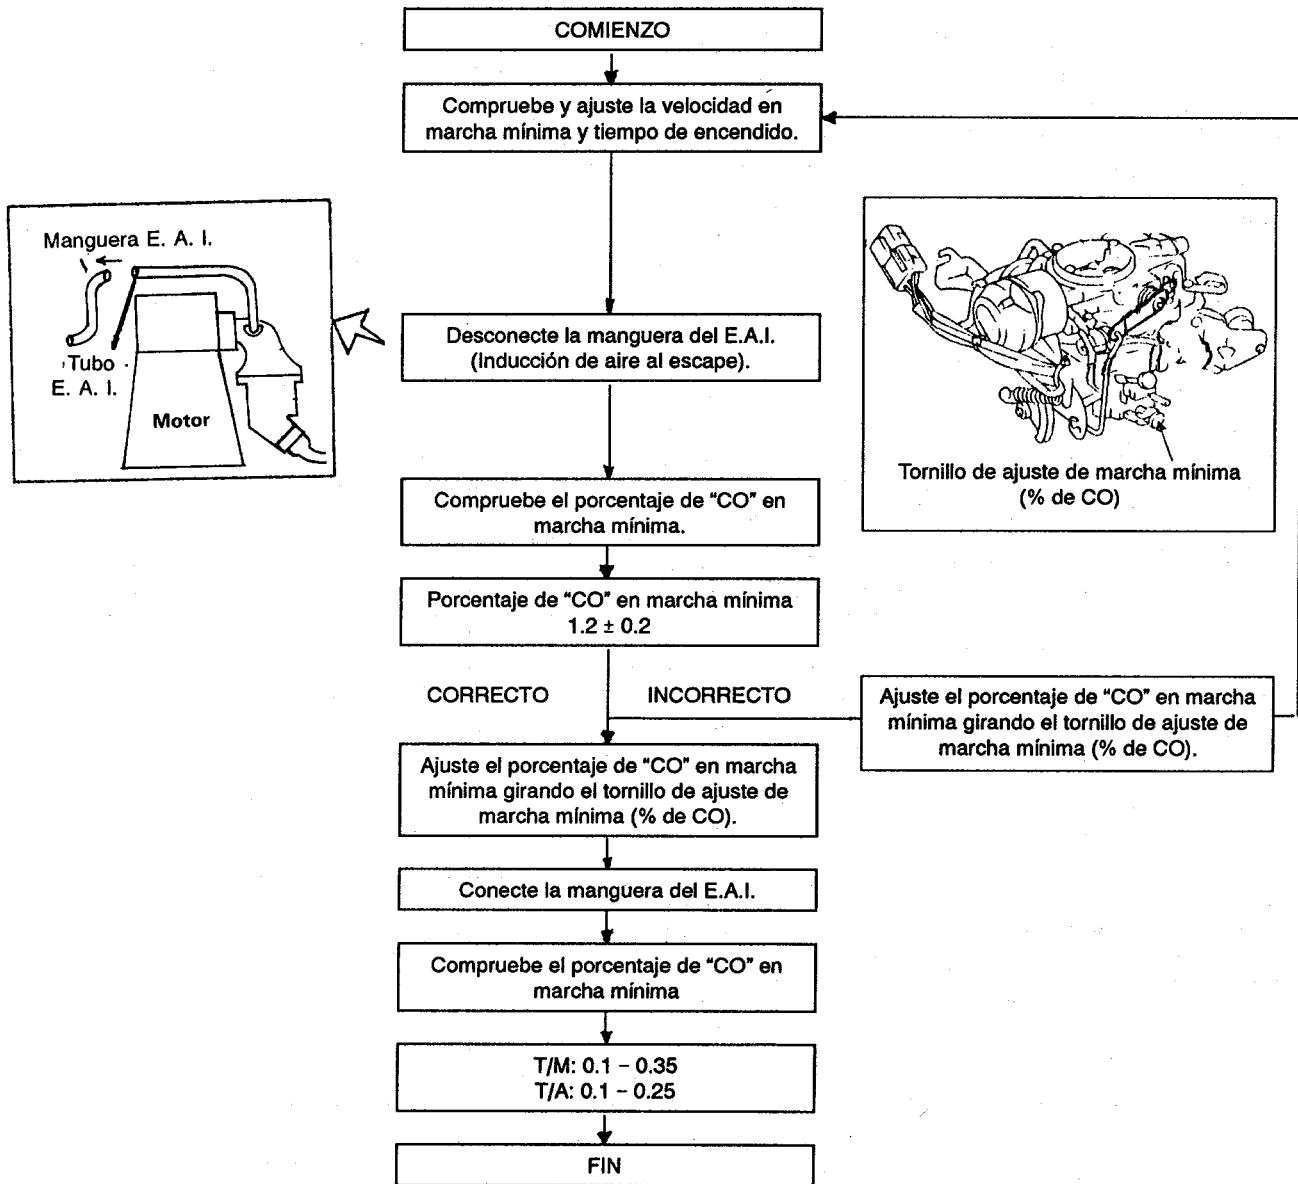 COMIENZO
Compruebe y ajuste la velocidad en
marcha mínima y tiempo de encendido.
Manguera E. A. I.
Tubo
E. A. I.
Motor
Desconecte la manguera del E.A.I.
(Inducción de aire al escape).
Tornillo de ajuste de marcha mínima
(% de CO)
Compruebe el porcentaje de “CO” en
marcha mínima.
Porcentaje de “CO” en marcha mínima
1.2 ± 0.2
CORRECTO
INCORRECTO
Ajuste el porcentaje de “CO” en marcha
mínima girando el tornillo de ajuste de
marcha mínima (% de CO).
Ajuste el porcentaje de “CO” en marcha
mínima girando el tornillo de ajuste de
marcha mínima (% de CO).
Conecte la manguera del E.A.I.
Compruebe el porcentaje de “CO” en
marcha mínima
T/M: 0.1 – 0.35
T/A: 0.1 – 0.25
FIN